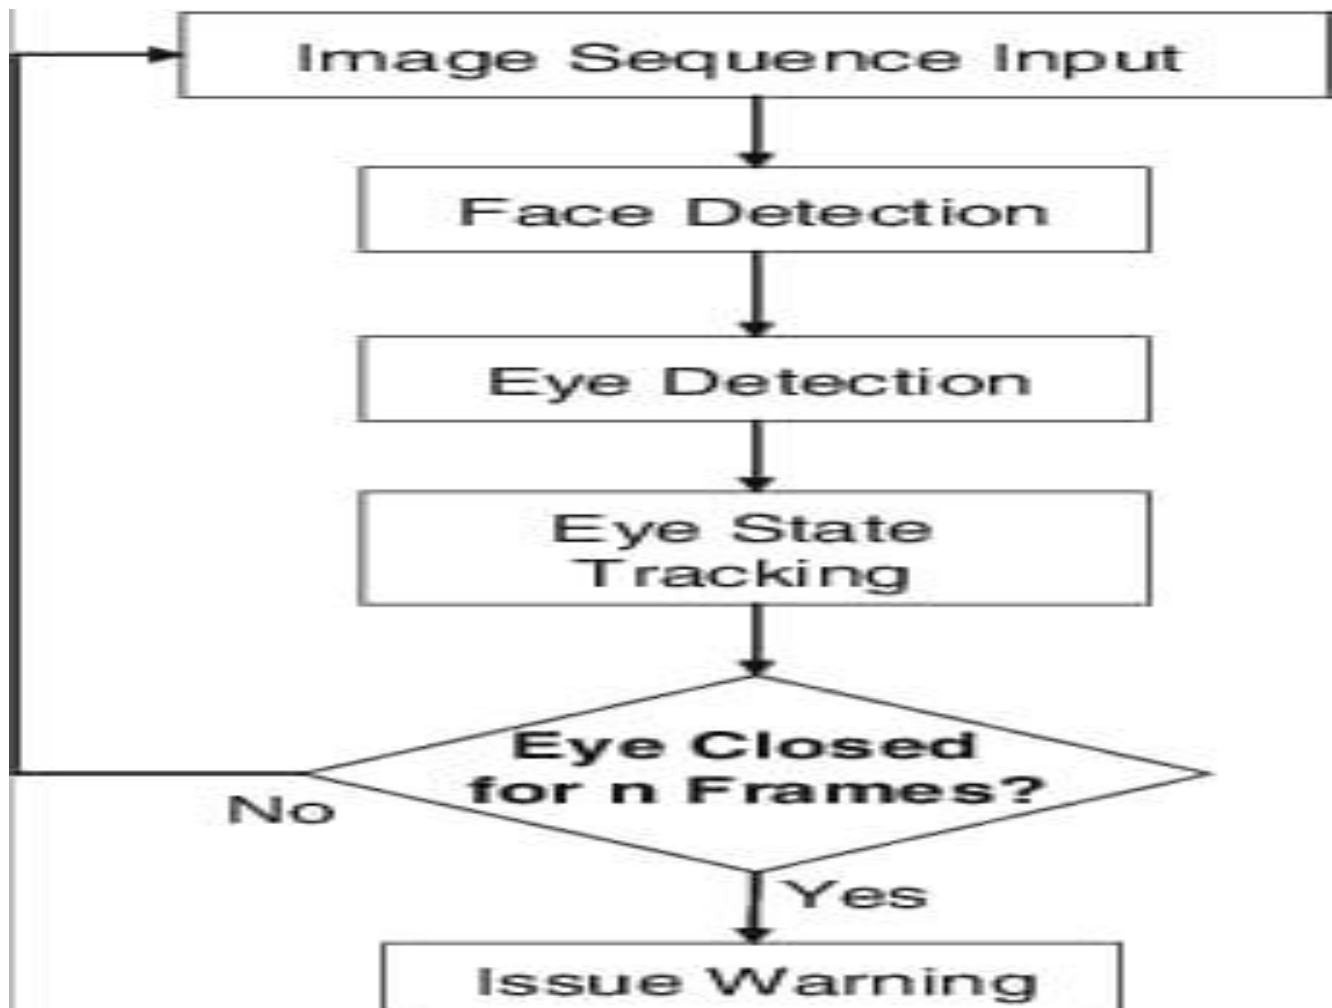 Image Sequence Input
Face Detection
Eye Detection
Eye State
Tracking
Eye Closed
for n Frames?
No
Yes
Issue Warning